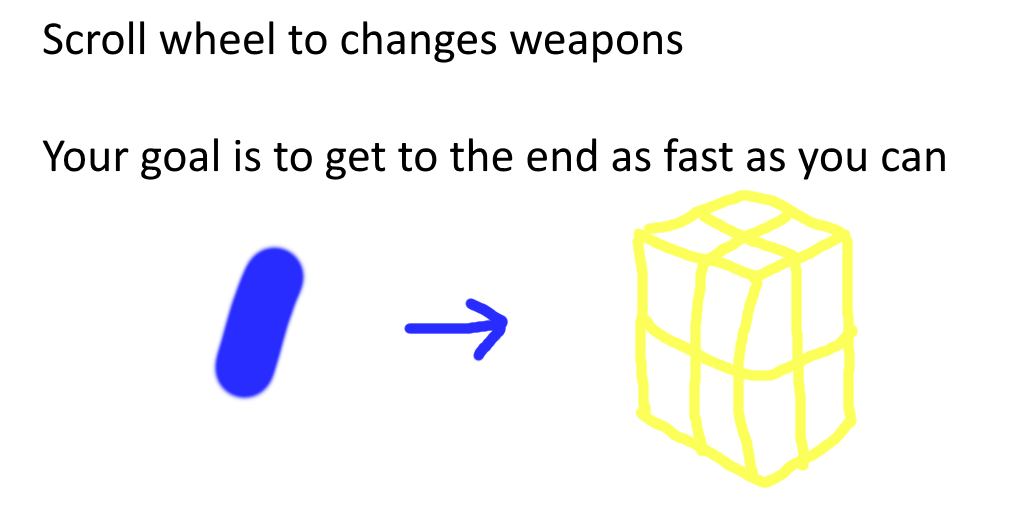 Scroll wheel to changes weapons
Your goal is to get to the end as fast as you can